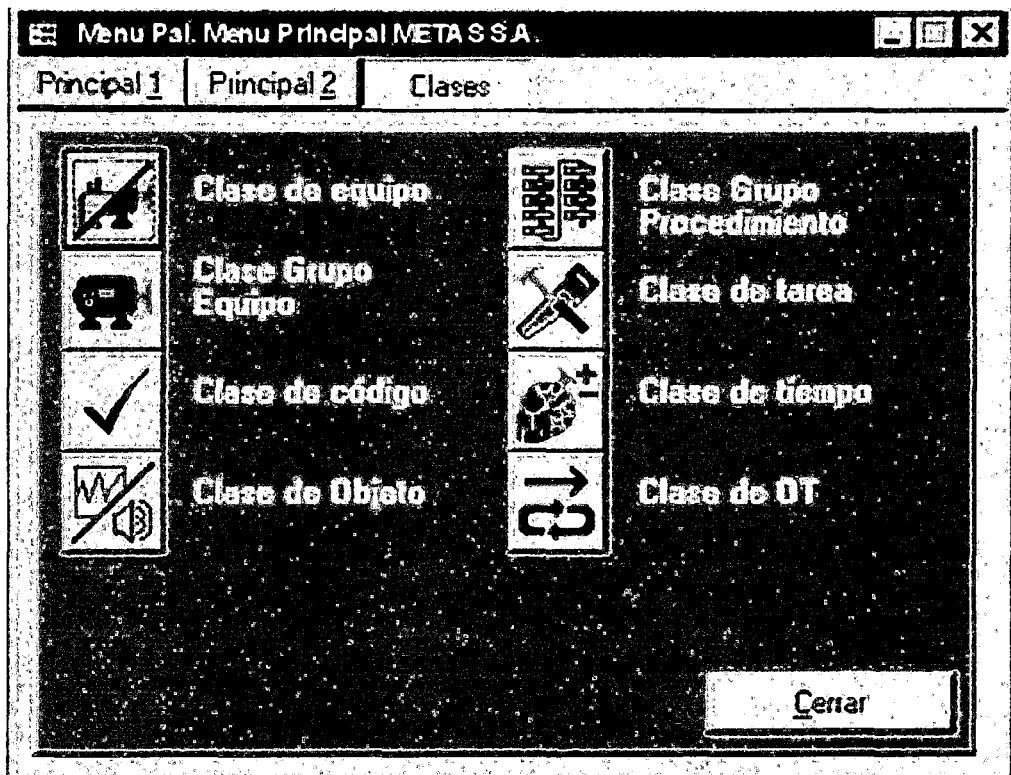 Menu Pal. Menu Principal METAS S.A.
Principal 1 Principal 2 Clases
Clase de equipo
Clase Grupo
Equipo
Clase de código
Clase de Objeto
Clase Grupo
Procedimiento
Clase de tarea
Clase de tiempo
Clase de OT
Cerrar